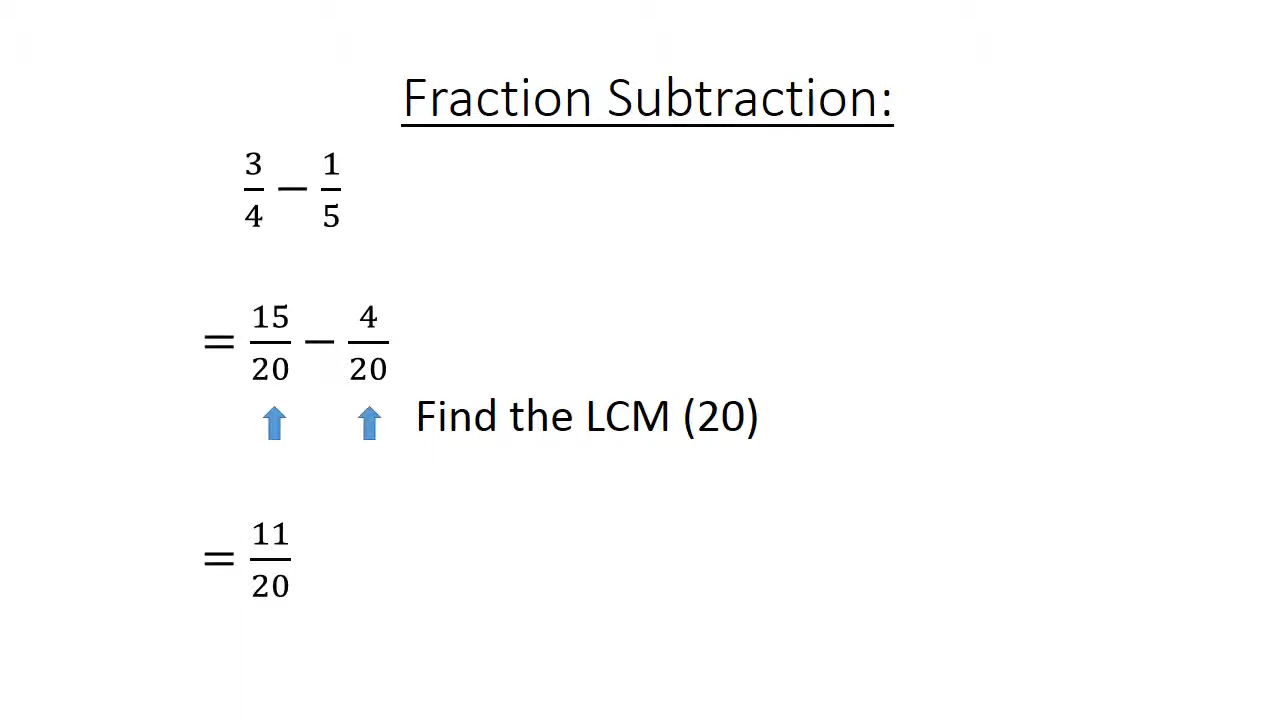 Fraction Subtraction:
3/4 − 1/5
= 15/20 − 4/20
Find the LCM (20)
= 11/20